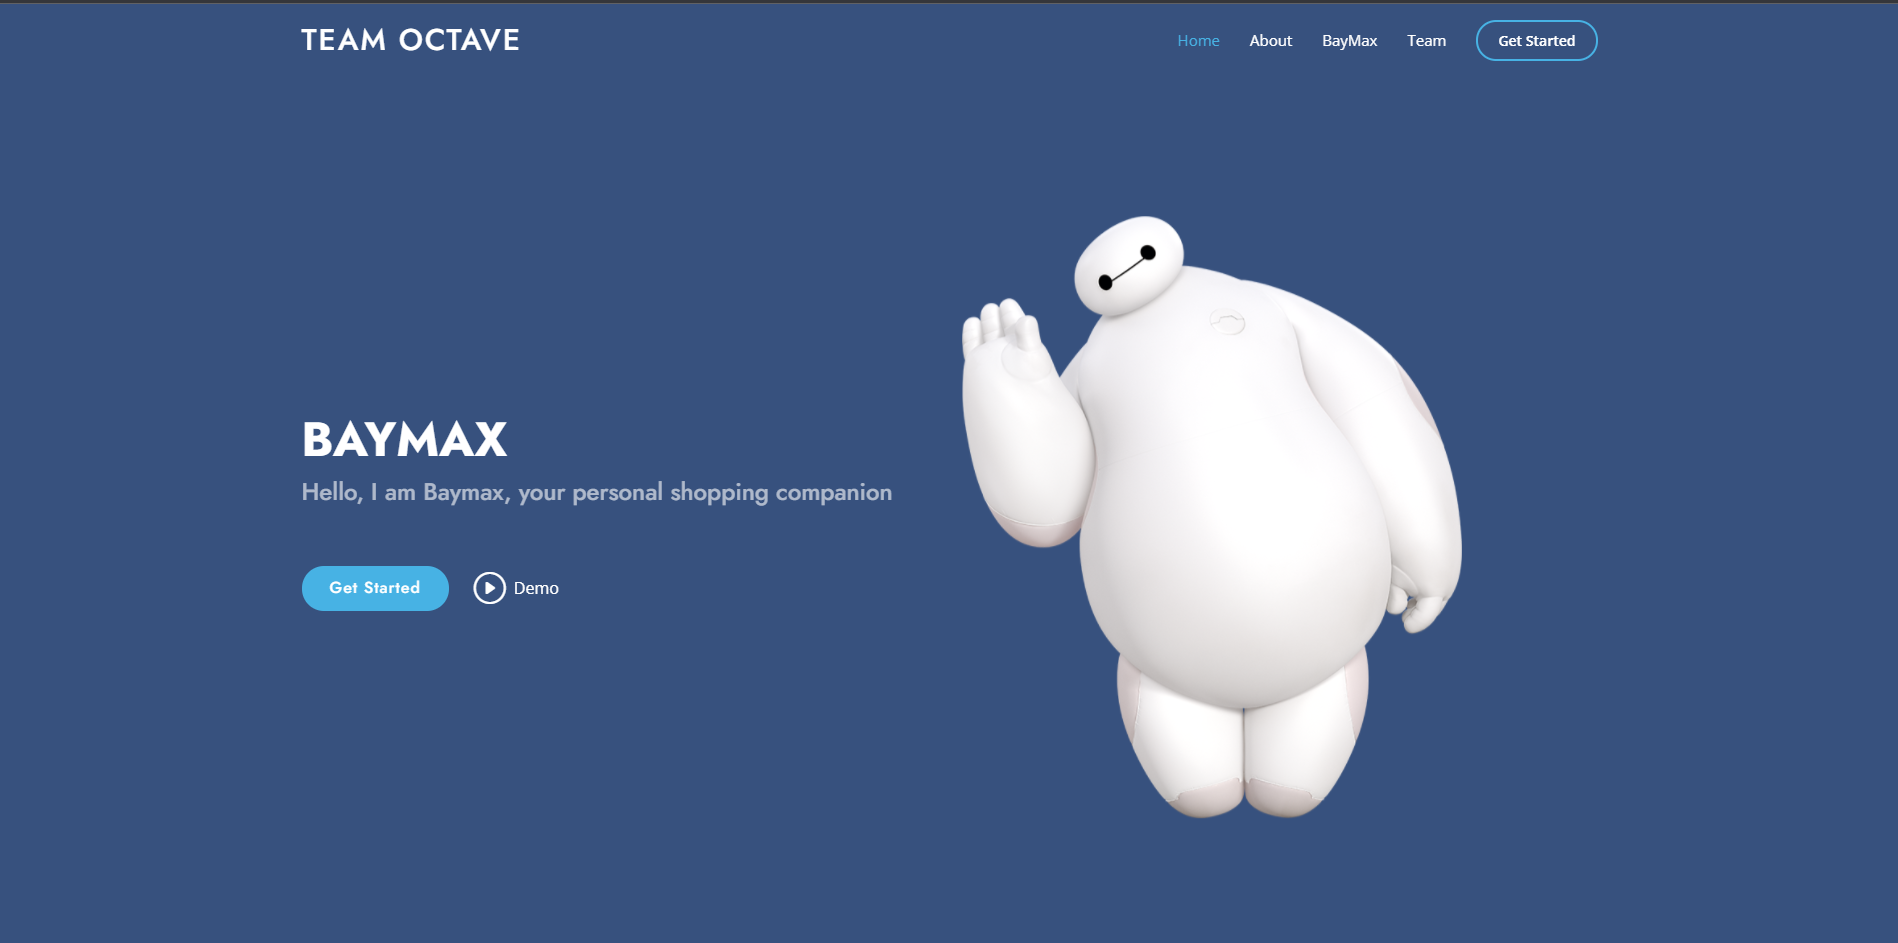 TEAM OCTAVE
Home About BayMax Team Get Started
BAYMAX
Hello, I am Baymax, your personal shopping companion
Get Started Demo